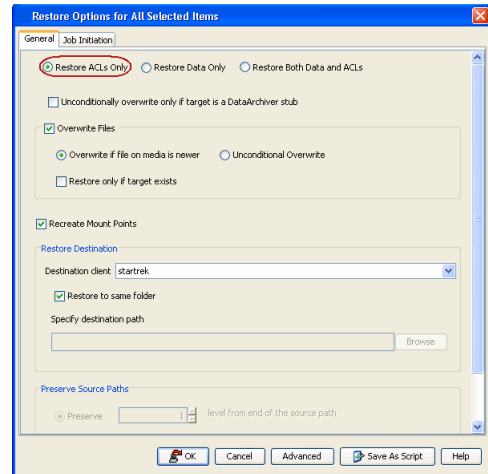 Restore Options for All Selected Items
General Job Initiation
Restore ACLs Only Restore Data Only Restore Both Data and ACLs
Unconditionally overwrite only if target is a DataArchiver stub
Overwrite Files
Overwrite if file on media is newer Unconditional Overwrite
Restore only if target exists
Recreate Mount Points
Restore Destination
Destination client startrek
Restore to same folder
Specify destination path
Browse
Preserve Source Paths
Preserve 1 level from end of the source path
OK Cancel Advanced Save As Script Help